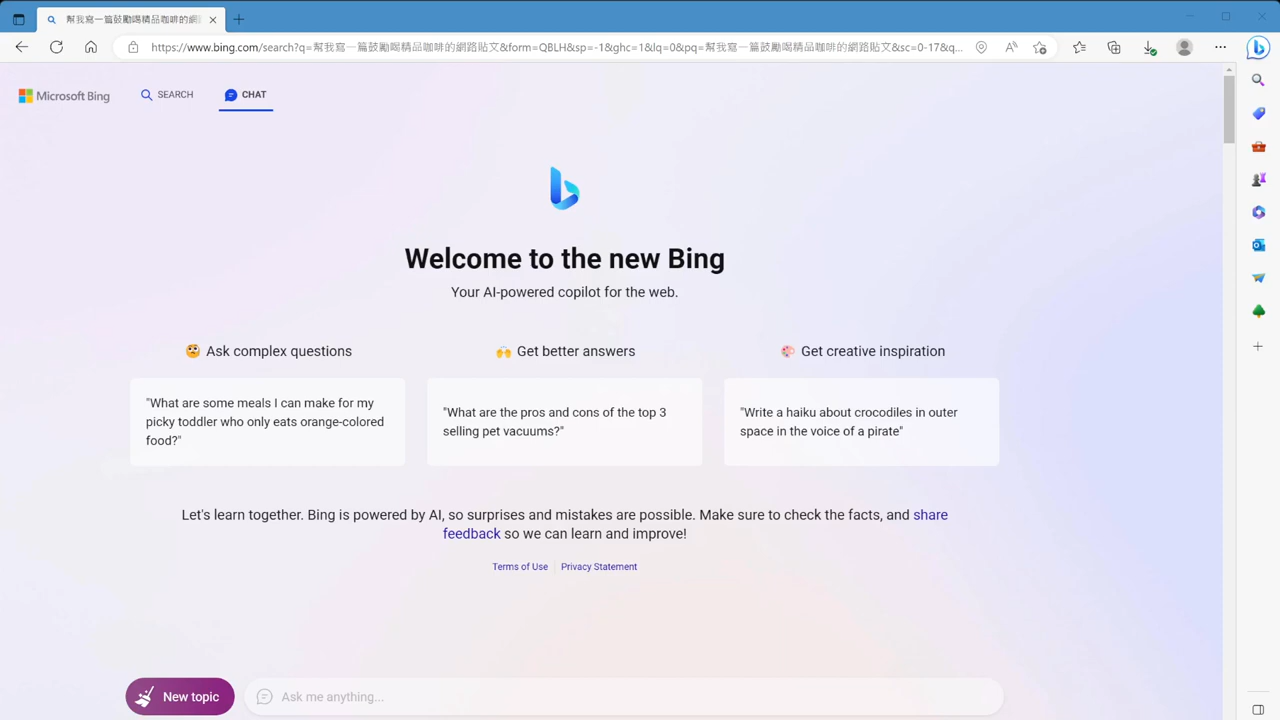 幫我寫一篇鼓勵喝精品咖啡的網
https://www.bing.com/search?q=幫我寫一篇鼓勵喝精品咖啡的網路貼文&form=QBLH&sp=-1&ghc=1&lq=0&pq=幫我寫一篇鼓勵喝精品咖啡的網路貼文&sc=0-17&q...
Microsoft Bing
SEARCH
CHAT
Welcome to the new Bing
Your AI-powered copilot for the web.
Ask complex questions
"What are some meals I can make for my
picky toddler who only eats orange-colored
food?"
Get better answers
"What are the pros and cons of the top 3
selling pet vacuums?"
Get creative inspiration
"Write a haiku about crocodiles in outer
space in the voice of a pirate"
Let's learn together. Bing is powered by AI, so surprises and mistakes are possible. Make sure to check the facts, and share
feedback so we can learn and improve!
Terms of Use
Privacy Statement
New topic
Ask me anything...